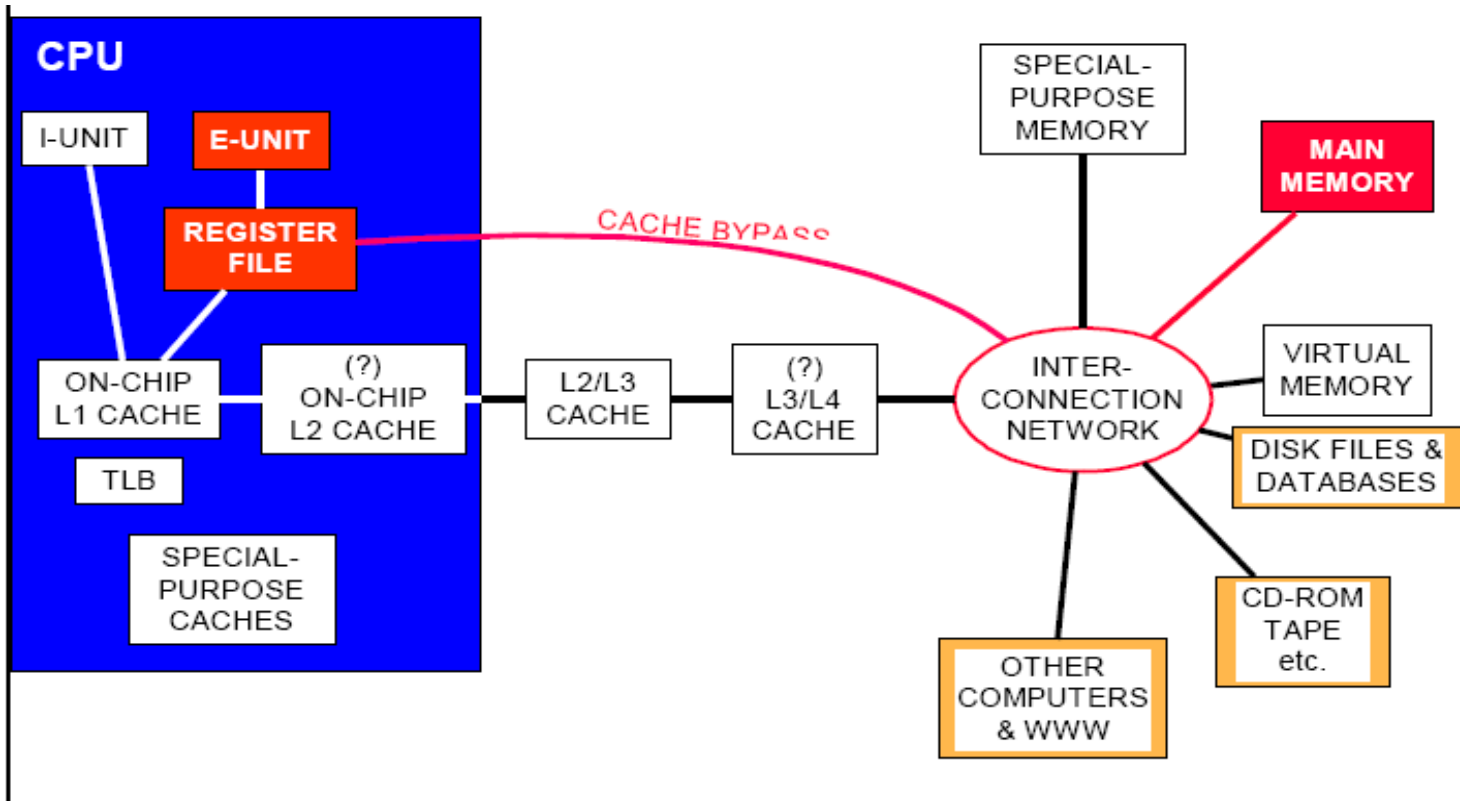 CPU
I-UNIT
E-UNIT
REGISTER
FILE
ON-CHIP
L1 CACHE
(?)
ON-CHIP
L2 CACHE
TLB
SPECIAL-
PURPOSE
CACHES
CACHE BYPASS
L2/L3
CACHE
(?)
L3/L4
CACHE
SPECIAL-
PURPOSE
MEMORY
MAIN
MEMORY
INTER-
CONNECTION
NETWORK
VIRTUAL
MEMORY
DISK FILES &
DATABASES
CD-ROM
TAPE
etc.
OTHER
COMPUTERS
& WWW